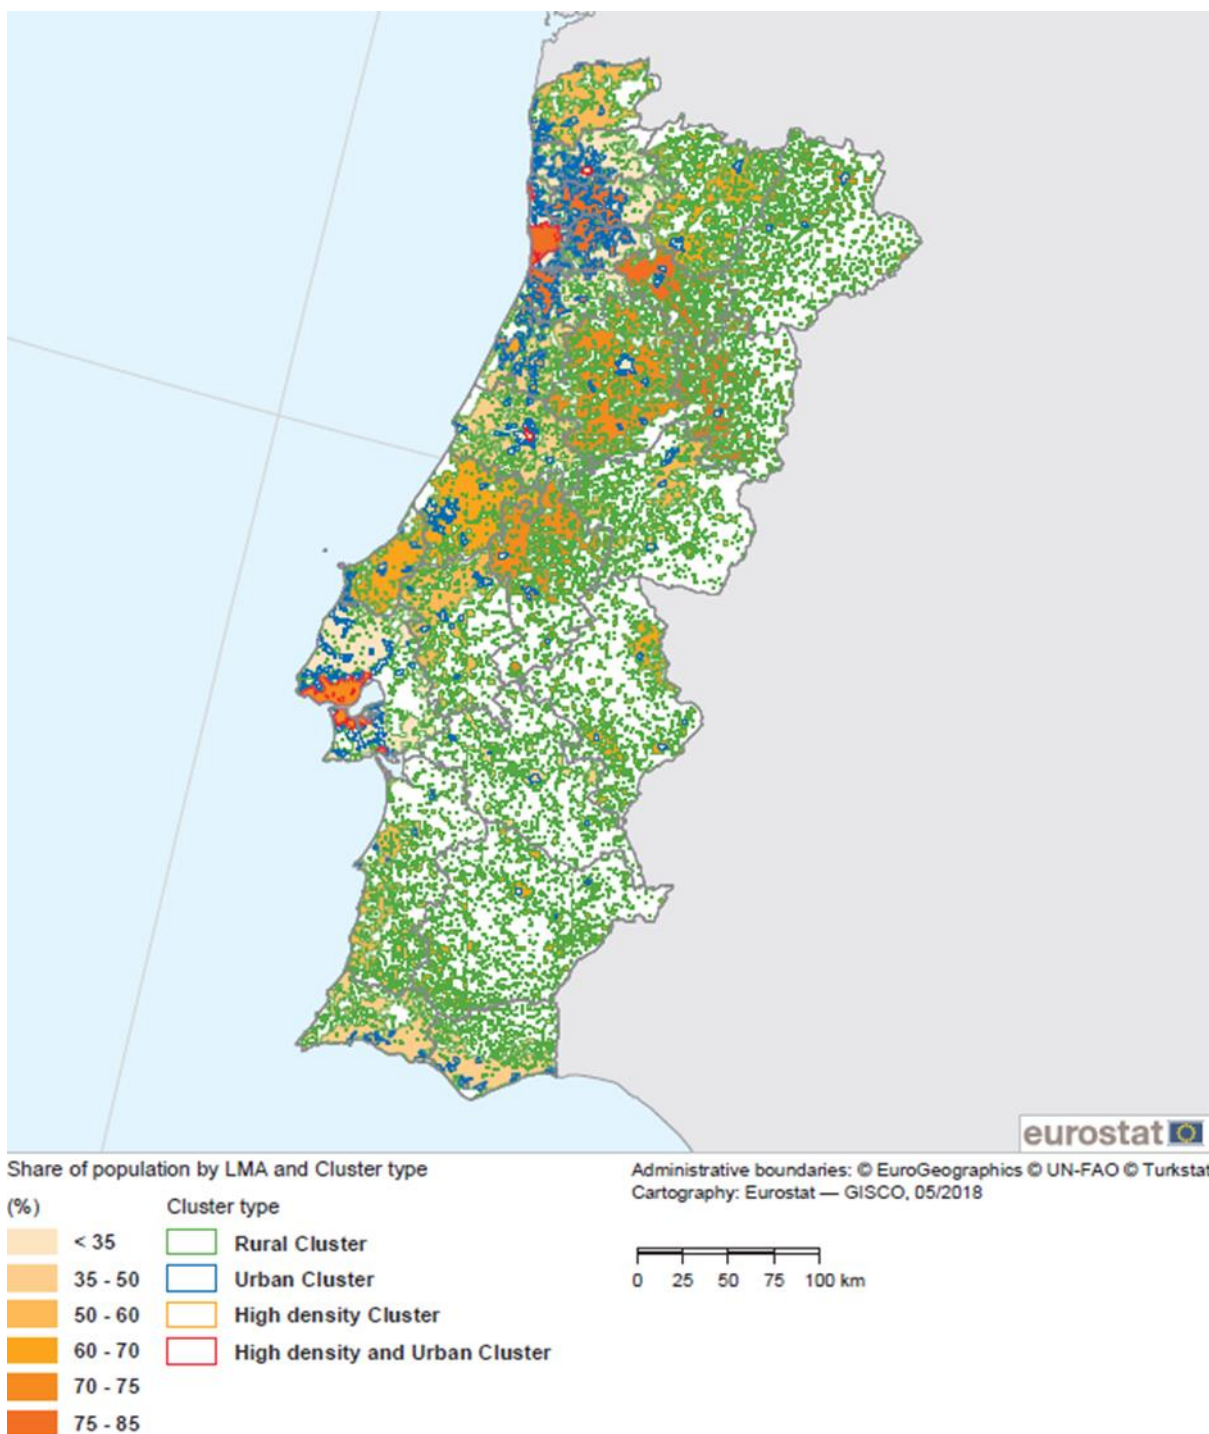 eurostat
Share of population by LMA and Cluster type
Administrative boundaries: © EuroGeographics © UN-FAO © Turkstat
Cartography: Eurostat — GISCO, 05/2018
(%)
Cluster type
< 35
Rural Cluster
35 - 50
Urban Cluster
50 - 60
High density Cluster
60 - 70
High density and Urban Cluster
70 - 75
75 - 85
0 25 50 75 100 km